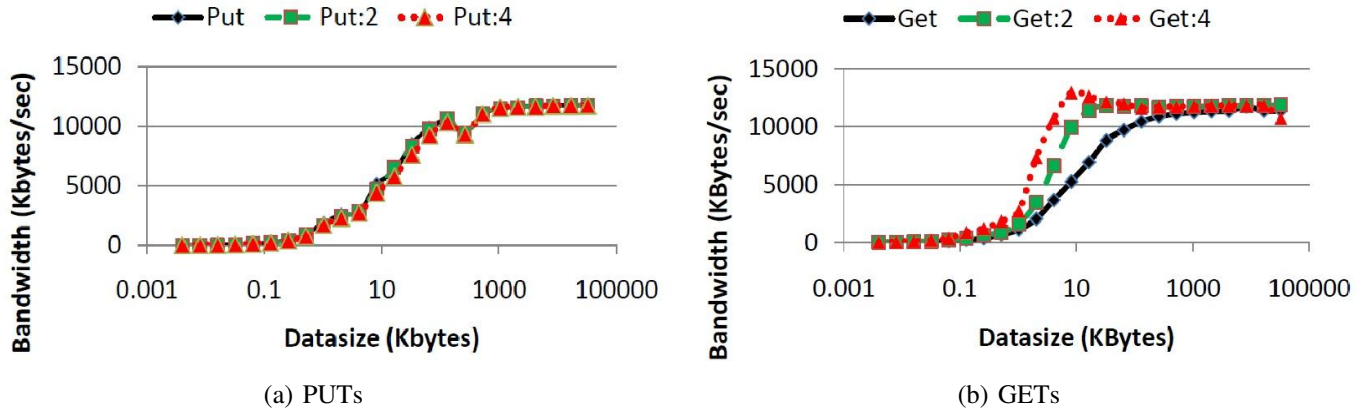 Put Put:2 Put:4
15000
10000
5000
0
Bandwidth (Kbytes/sec)
0.001 0.1 10 1000 100000
Datasize (Kbytes)
(a) PUTs
Get Get:2 Get:4
15000
10000
5000
0
Bandwidth (KBytes/sec)
0.001 0.1 10 1000 100000
Datasize (KBytes)
(b) GETs